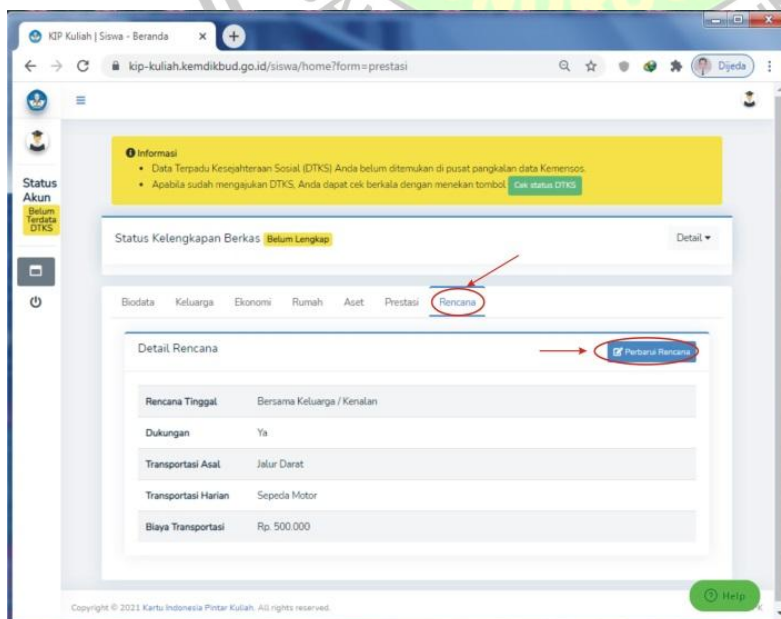 KIP Kuliah | Siswa - Beranda
kip-kuliah.kemdikbud.go.id/siswa/home?form=prestasi
Dijeda
Status Akun
Belum Terdata DTKS
Informasi
Data Terpadu Kesejahteraan Sosial (DTKS) Anda belum ditemukan di pusat pangkalan data Kemensos.
Apabila sudah mengajukan DTKS, Anda dapat cek berkala dengan menekan tombol Cek status DTKS
Status Kelengkapan Berkas Belum Lengkap
Detail
Biodata Keluarga Ekonomi Rumah Aset Prestasi Rencana
Detail Rencana
Perbarui Rencana
Rencana Tinggal Bersama Keluarga / Kenalan
Dukungan Ya
Transportasi Asal Jalur Darat
Transportasi Harian Sepeda Motor
Biaya Transportasi Rp. 500.000
Copyright © 2021 Kartu Indonesia Pintar Kuliah. All rights reserved.
Help